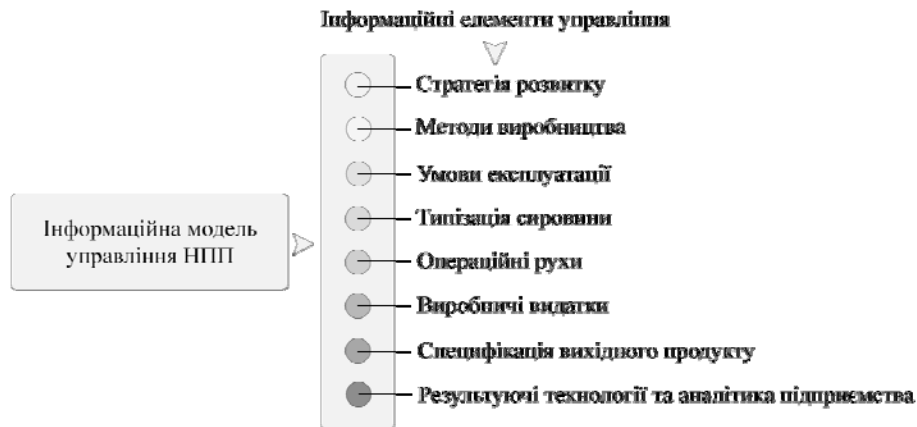 Інформаційні елементи управління
Стратегія розвитку
Методи виробництва
Умови експлуатації
Типізація сировини
Інформаційна модель
управління НПП
Операційні рухи
Виробничі видатки
Специфікація вихідного продукту
Результуючі технології та аналітика підприємства